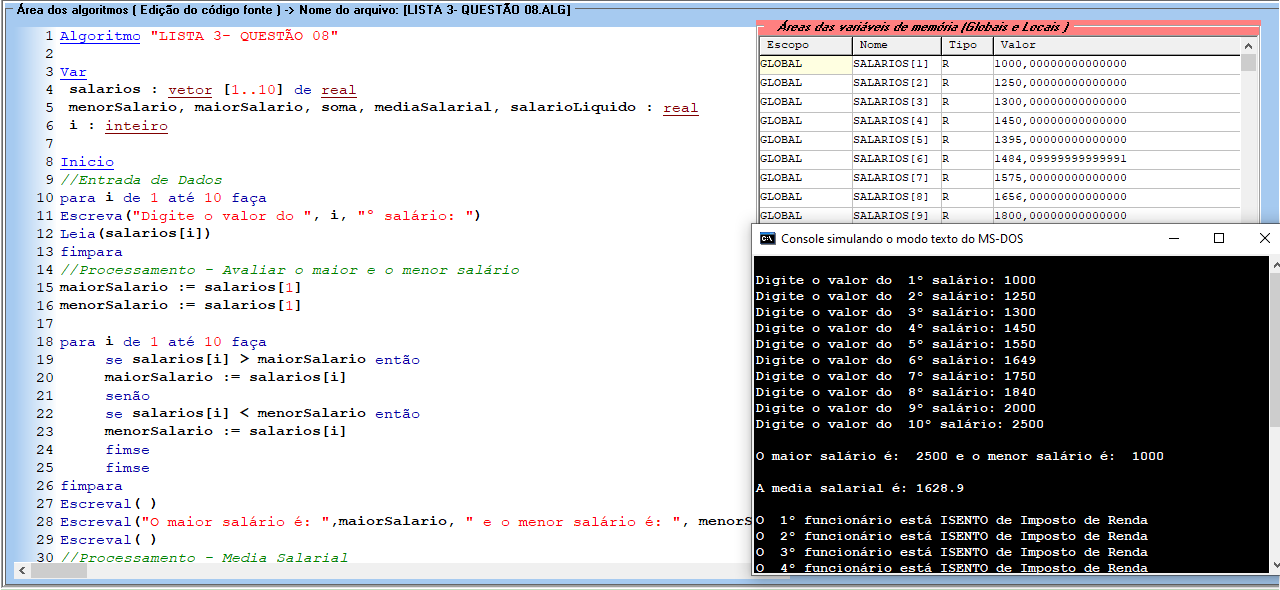 Área dos algoritmos ( Edição do código fonte ) -> Nome do arquivo: [LISTA 3- QUESTÃO 08.ALG]
1 Algoritmo "LISTA 3- QUESTÃO 08"
2
3 Var
4 salarios : vetor [1..10] de real
5 menorSalario, maiorSalario, soma, mediaSalarial, salarioLiquido : real
6 i : inteiro
7
8 Inicio
9 //Entrada de Dados
10 para i de 1 até 10 faça
11 Escreva("Digite o valor do ", i, "° salário: ")
12 Leia(salarios[i])
13 fimpara
14 //Processamento - Avaliar o maior e o menor salário
15 maiorSalario := salarios[1]
16 menorSalario := salarios[1]
17
18 para i de 1 até 10 faça
19 se salarios[i] > maiorSalario então
20 maiorSalario := salarios[i]
21 senão
22 se salarios[i] < menorSalario então
23 menorSalario := salarios[i]
24 fimse
25 fimse
26 fimpara
27 Escreval( )
28 Escreval("O maior salário é: ",maiorSalario, " e o menor salário é: ", menorS
29 Escreval( )
30 //Processamento - Media Salarial
Áreas das variáveis de memória (Globais e Locais )
Escopo Nome Tipo Valor
GLOBAL SALARIOS[1] R 1000,00000000000000
GLOBAL SALARIOS[2] R 1250,00000000000000
GLOBAL SALARIOS[3] R 1300,00000000000000
GLOBAL SALARIOS[4] R 1450,00000000000000
GLOBAL SALARIOS[5] R 1395,00000000000000
GLOBAL SALARIOS[6] R 1484,09999999999991
GLOBAL SALARIOS[7] R 1575,00000000000000
GLOBAL SALARIOS[8] R 1656,00000000000000
GLOBAL SALARIOS[9] R 1800,00000000000000
C:\ Console simulando o modo texto do MS-DOS
Digite o valor do 1° salário: 1000
Digite o valor do 2° salário: 1250
Digite o valor do 3° salário: 1300
Digite o valor do 4° salário: 1450
Digite o valor do 5° salário: 1550
Digite o valor do 6° salário: 1649
Digite o valor do 7° salário: 1750
Digite o valor do 8° salário: 1840
Digite o valor do 9° salário: 2000
Digite o valor do 10° salário: 2500
O maior salário é: 2500 e o menor salário é: 1000
A media salarial é: 1628.9
O 1° funcionário está ISENTO de Imposto de Renda
O 2° funcionário está ISENTO de Imposto de Renda
O 3° funcionário está ISENTO de Imposto de Renda
O 4° funcionário está ISENTO de Imposto de Renda